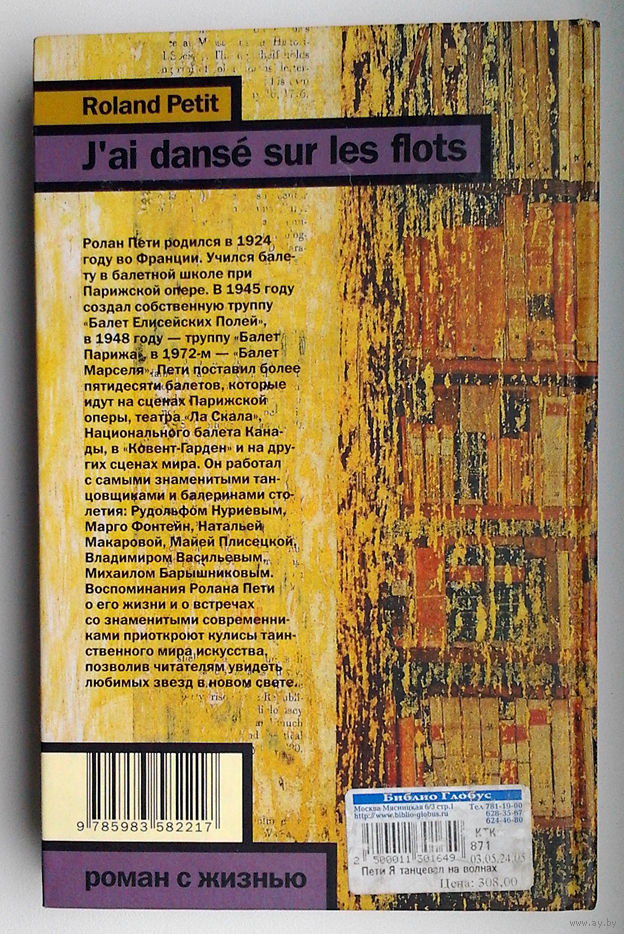 Roland Petit
J'ai dansé sur les flots
Ролан Пети родился в 1924
году во Франции. Учился бале-
ту в балетной школе при
Парижской опере. В 1945 году
создал собственную труппу
«Балет Елисейских Полей»,
в 1948 году — труппу «Балет
Парижа», в 1972-м — «Балет
Марселя». Пети поставил более
пятидесяти балетов, которые
идут на сценах Парижской
оперы, театра «Ла Скала»,
Национального балета Кана-
ды, в «Ковент-Гарден» и на дру-
гих сценах мира. Он работал
с самыми знаменитыми тан-
цовщиками и балеринами сто-
летия: Рудольфом Нуриевым,
Марго Фонтейн, Натальей
Макаровой, Майей Плисецкой,
Владимиром Васильевым,
Михаилом Барышниковым.
Воспоминания Ролана Пети
о его жизни и о встречах
со знаменитыми современни-
ками приоткроют кулисы таин-
ственного мира искусства,
позволив читателям увидеть
любимых звезд в новом свете.
9 785983 582217
роман с жизнью
Библио Глобус
Москва Мясницкая 6/3 стр.1 Тел 781-19-00
http://www.biblio-globus.ru 628-35-67
624-46-80
КТК
871
2 500011 301649 03.05.24.05
Пети Я танцевал на волнах
Цена: 308,00
www.ay.by